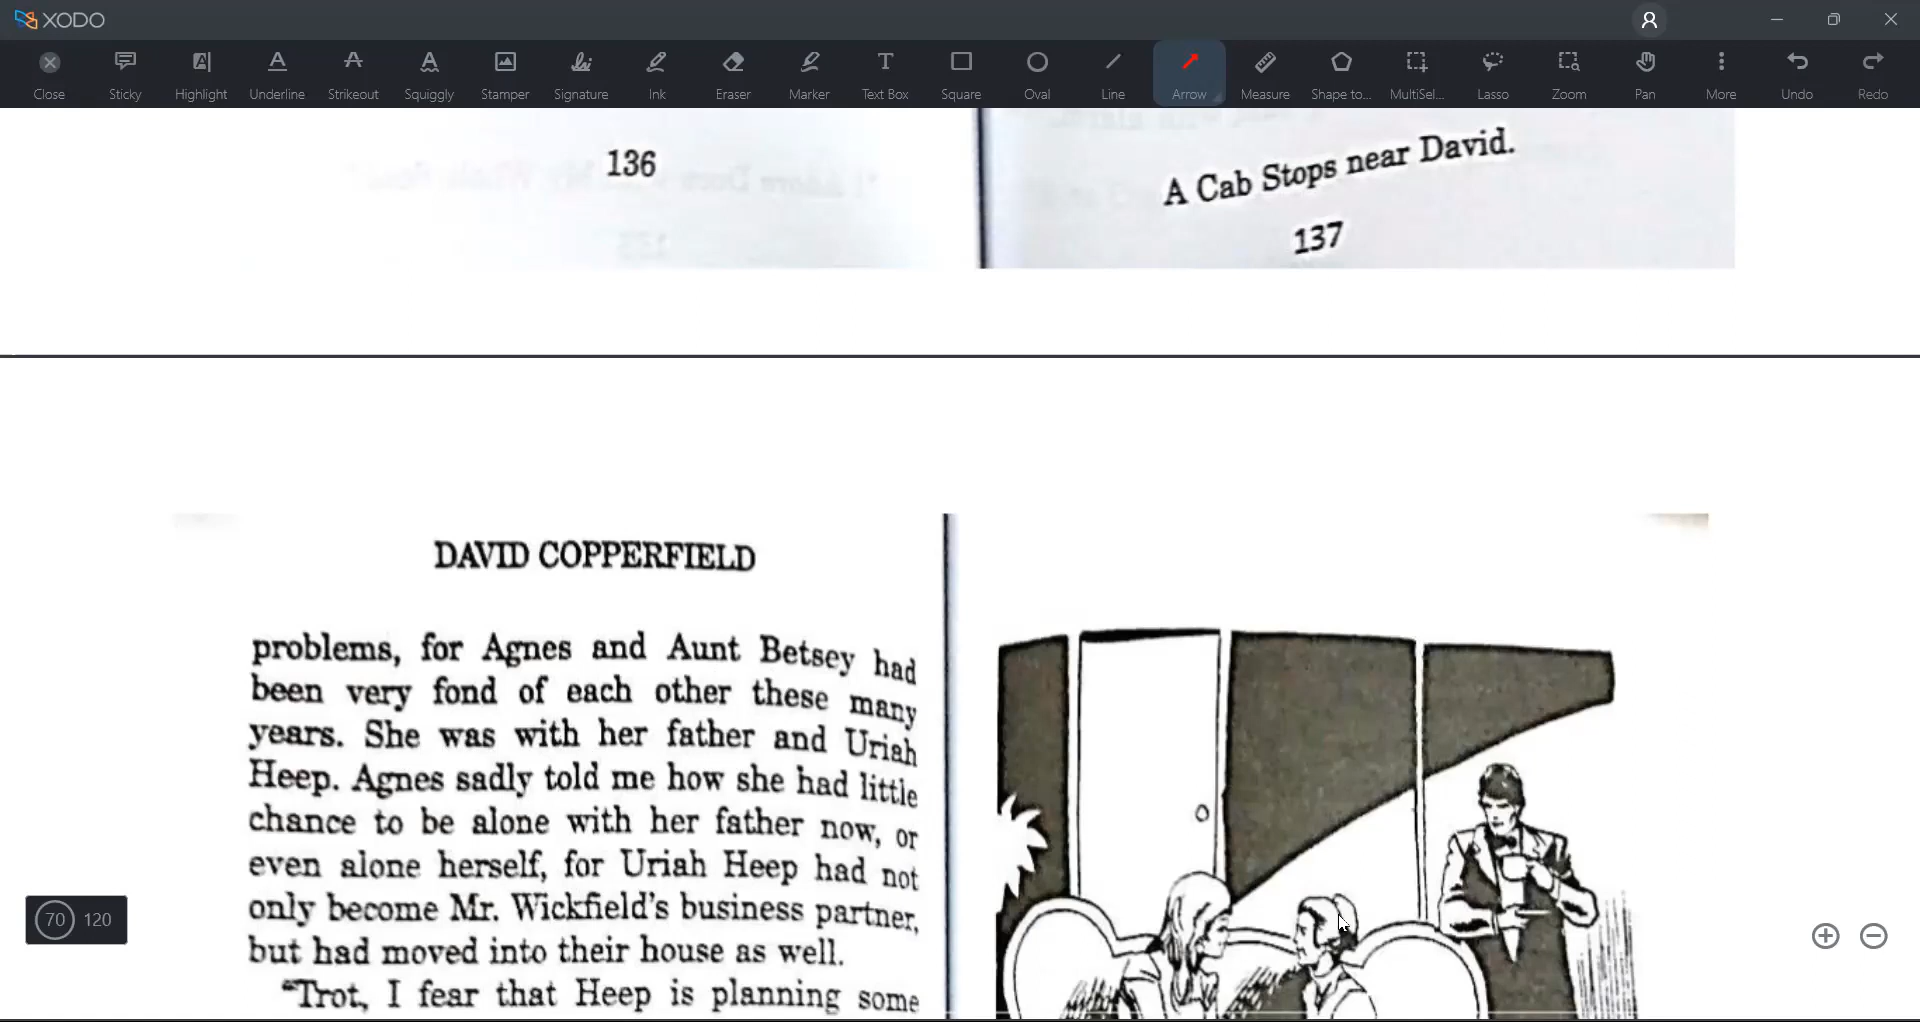 XODO
Close
Sticky
Highlight
Underline
Strikeout
Squiggly
Stamper
Signature
Ink
Eraser
Marker
Text Box
Square
Oval
Line
Arrow
Measure
Shape to...
MultiSel...
Lasso
Zoom
Pan
More
Undo
Redo
136
A Cab Stops near David.
137
DAVID COPPERFIELD
problems, for Agnes and Aunt Betsey had
been very fond of each other these many
years. She was with her father and Uriah
Heep. Agnes sadly told me how she had little
chance to be alone with her father now, or
even alone herself, for Uriah Heep had not
only become Mr. Wickfield's business partner,
but had moved into their house as well.
"Trot, I fear that Heep is planning some
70 120